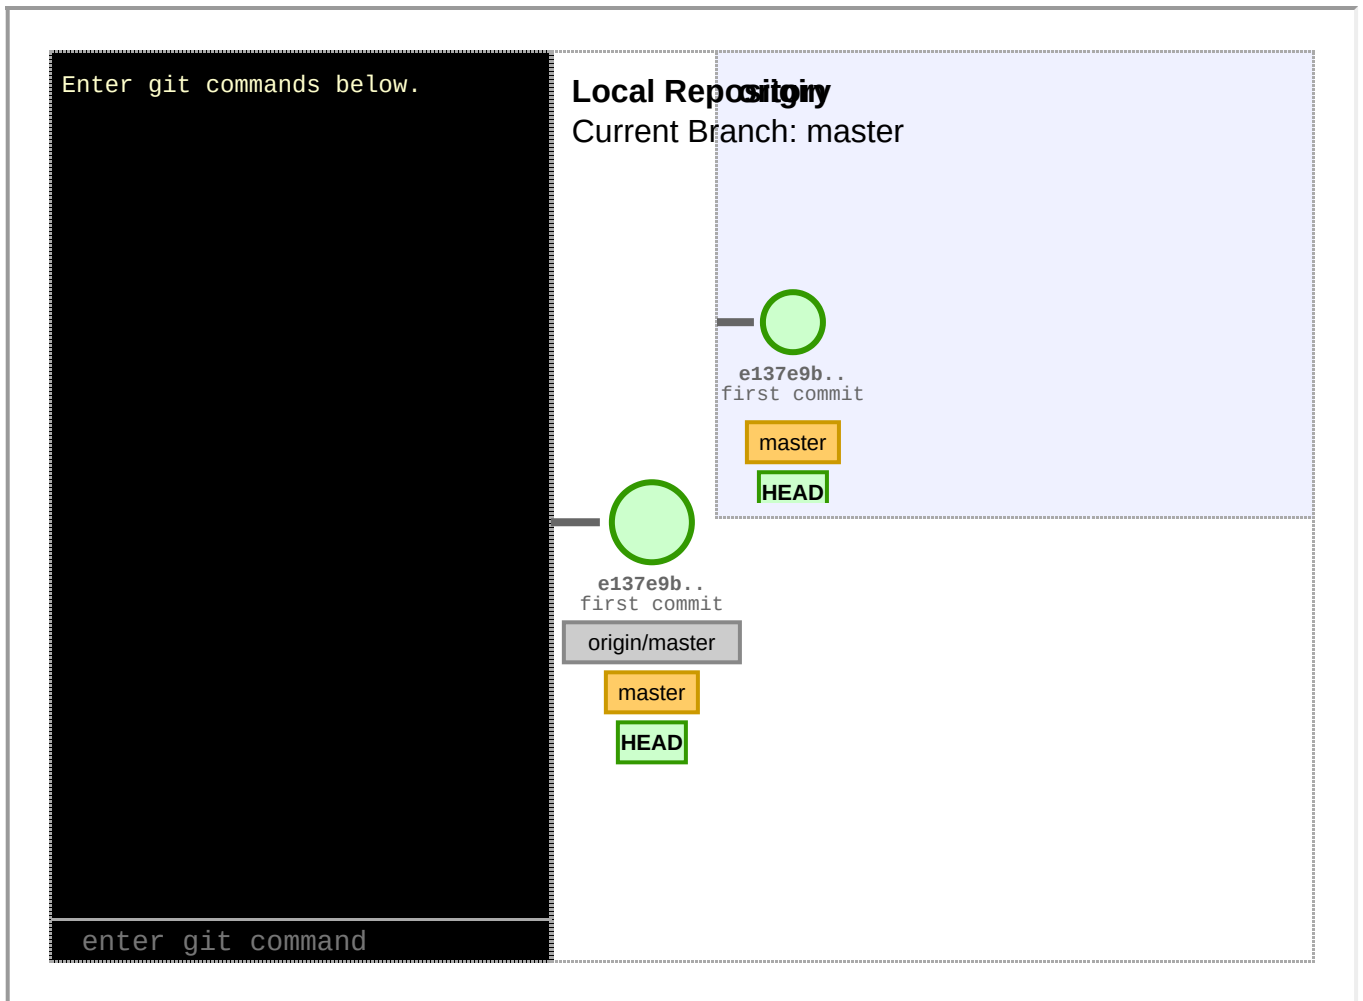 Enter git commands below.
Local Repository
origin
Current Branch: master
e137e9b..
first commit
master
HEAD
e137e9b..
first commit
origin/master
master
HEAD
enter git command